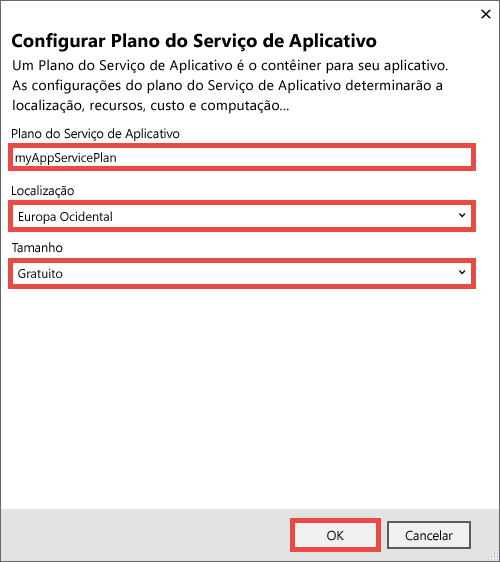 Configurar Plano do Serviço de Aplicativo
Um Plano do Serviço de Aplicativo é o contêiner para seu aplicativo.
As configurações do plano do Serviço de Aplicativo determinarão a
localização, recursos, custo e computação...
Plano do Serviço de Aplicativo
myAppServicePlan
Localização
Europa Ocidental
Tamanho
Gratuito
OK
Cancelar